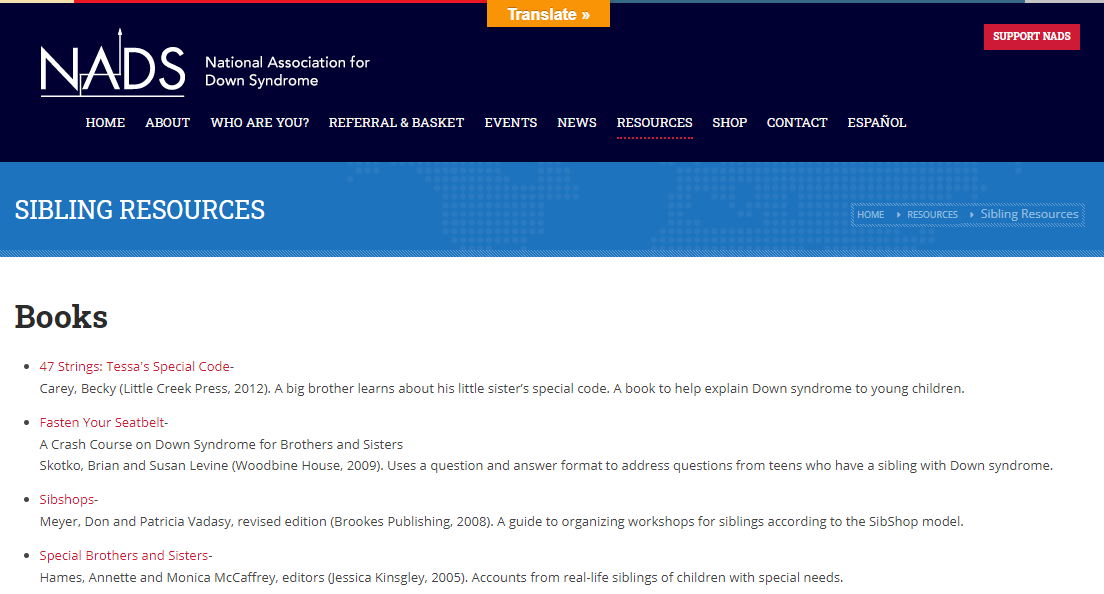 Translate »
SUPPORT NADS
NADS
National Association for
Down Syndrome
HOME ABOUT WHO ARE YOU? REFERRAL & BASKET EVENTS NEWS RESOURCES SHOP CONTACT ESPAÑOL
SIBLING RESOURCES
HOME RESOURCES Sibling Resources
Books
47 Strings: Tessa's Special Code-
Carey, Becky (Little Creek Press, 2012). A big brother learns about his little sister’s special code. A book to help explain Down syndrome to young children.
Fasten Your Seatbelt-
A Crash Course on Down Syndrome for Brothers and Sisters
Skotko, Brian and Susan Levine (Woodbine House, 2009). Uses a question and answer format to address questions from teens who have a sibling with Down syndrome.
Sibshops-
Meyer, Don and Patricia Vadasy, revised edition (Brookes Publishing, 2008). A guide to organizing workshops for siblings according to the SibShop model.
Special Brothers and Sisters-
Hames, Annette and Monica McCaffrey, editors (Jessica Kinsgley, 2005). Accounts from real-life siblings of children with special needs.